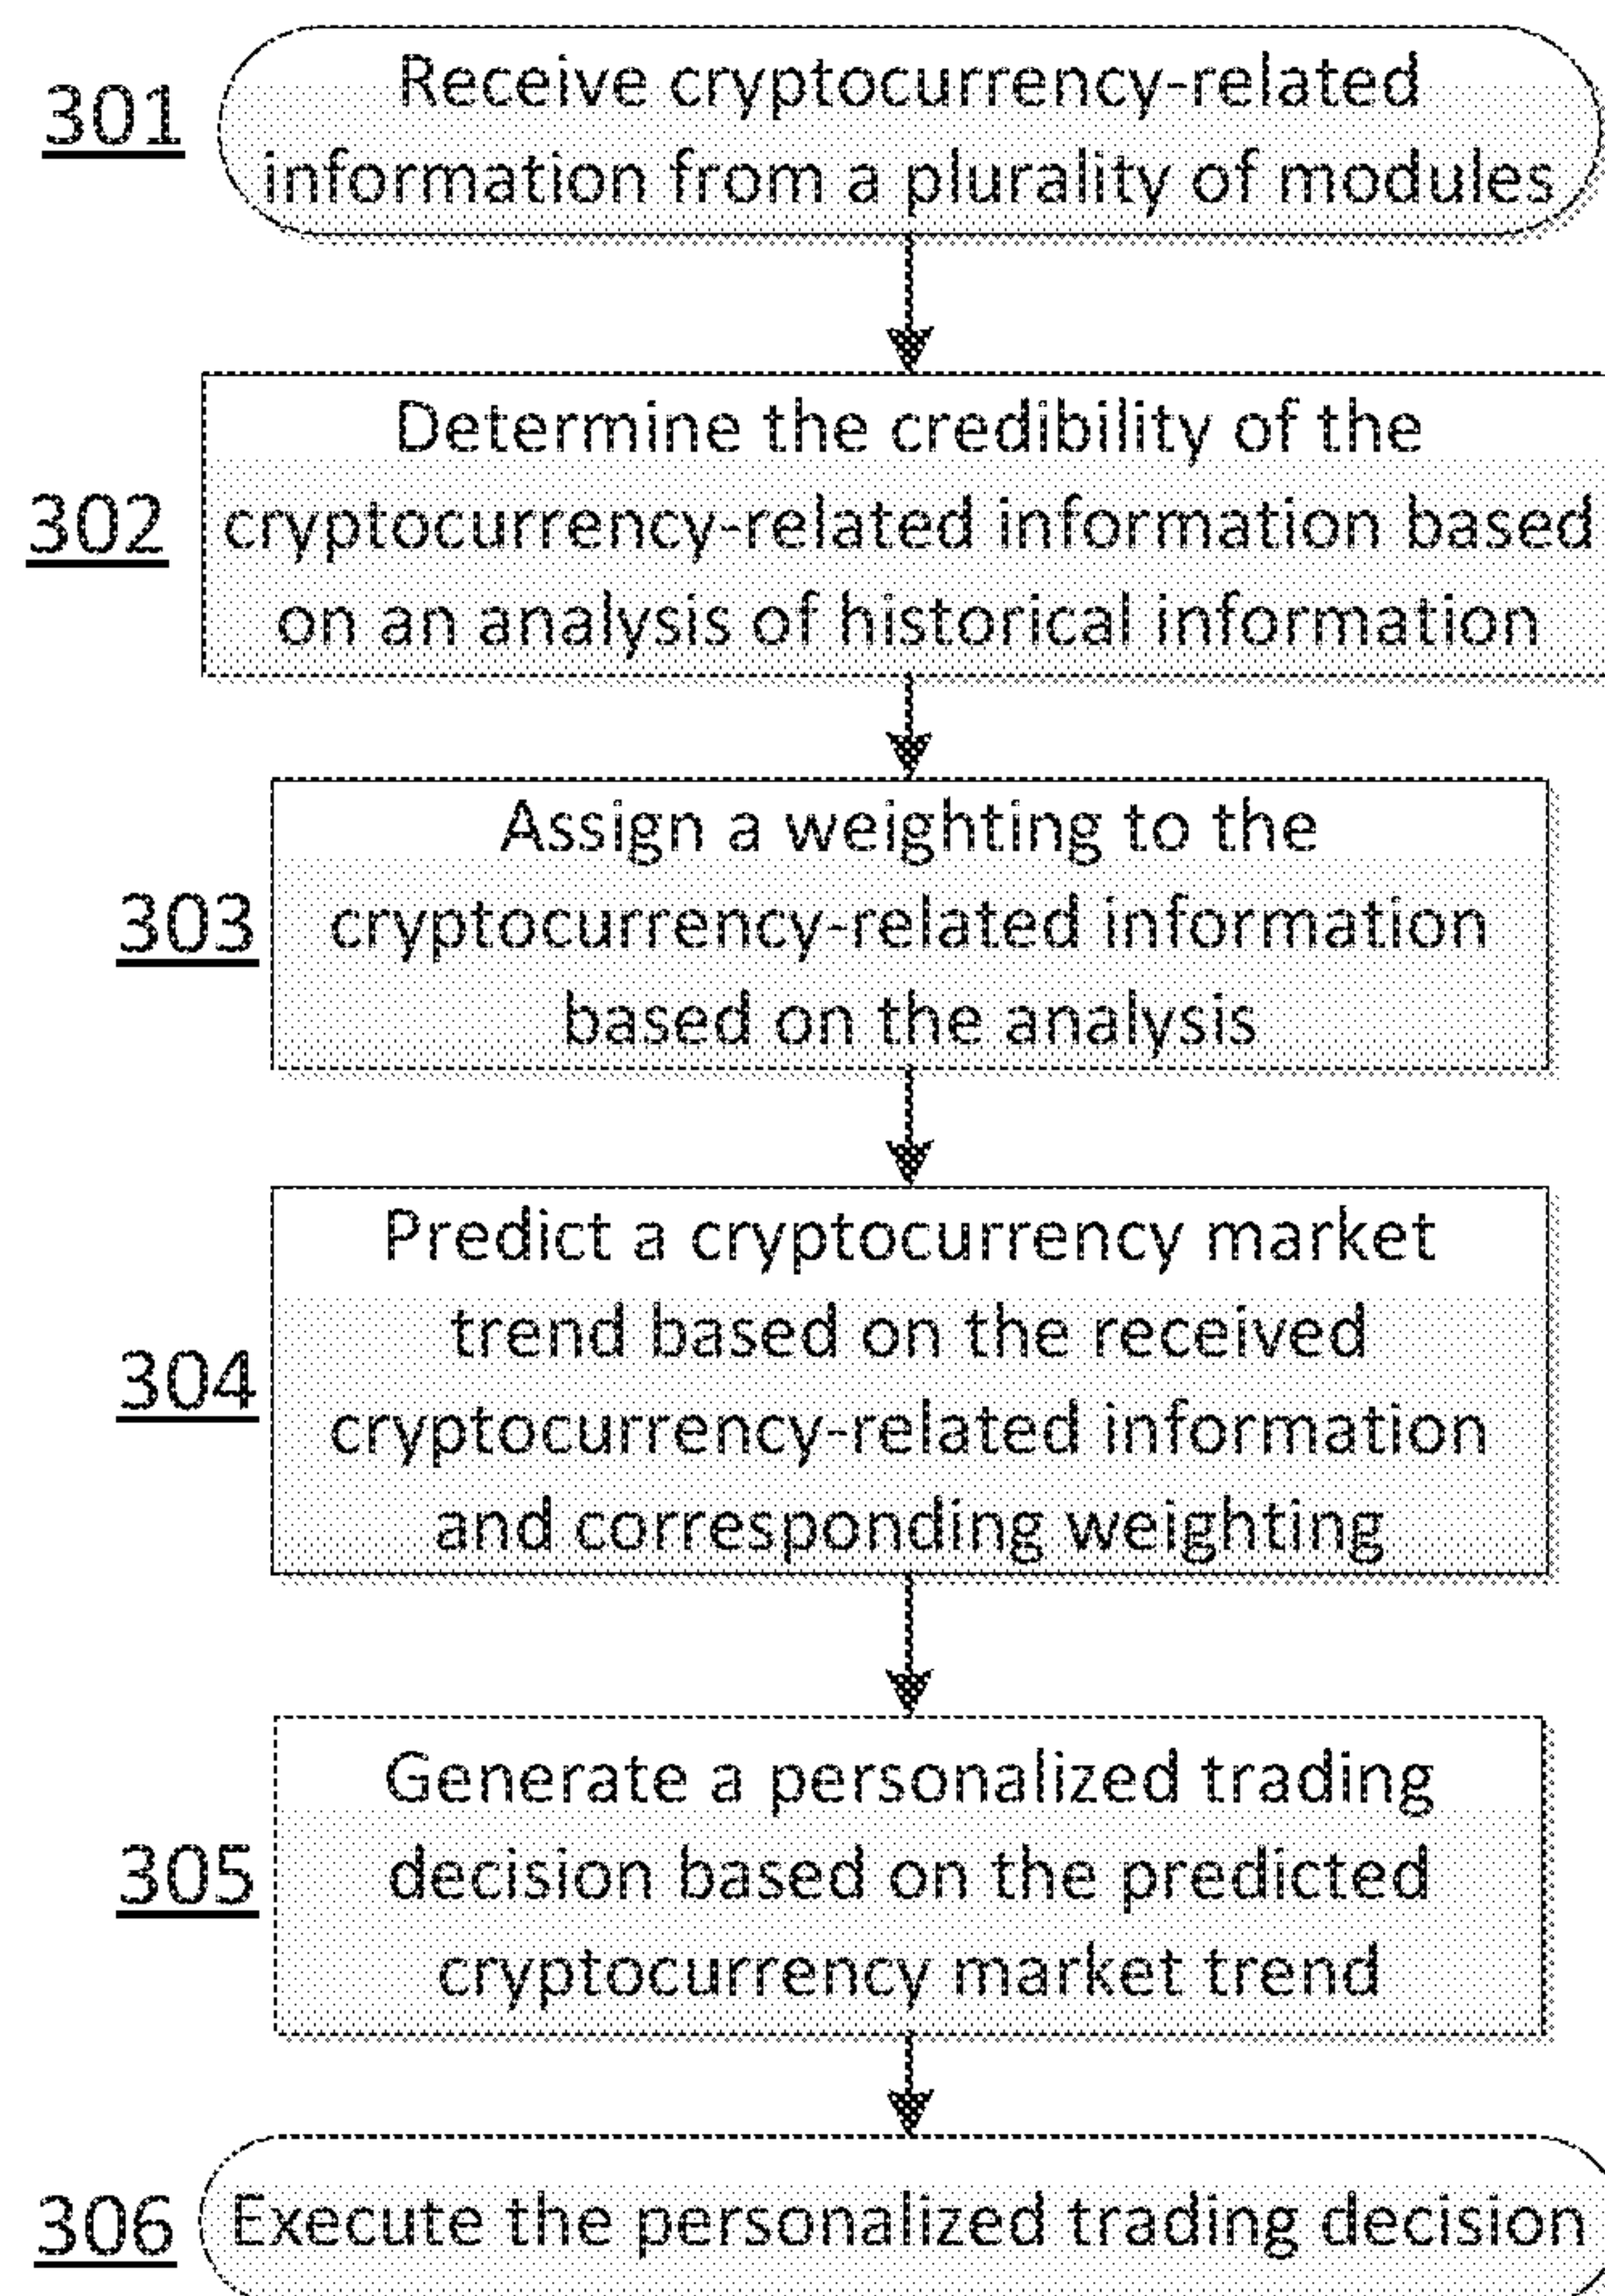 301
Receive cryptocurrency-related
information from a plurality of modules
302
Determine the credibility of the
cryptocurrency-related information based
on an analysis of historical information
303
Assign a weighting to the
cryptocurrency-related information
based on the analysis
304
Predict a cryptocurrency market
trend based on the received
cryptocurrency-related information
and corresponding weighting
305
Generate a personalized trading
decision based on the predicted
cryptocurrency market trend
306
Execute the personalized trading decision